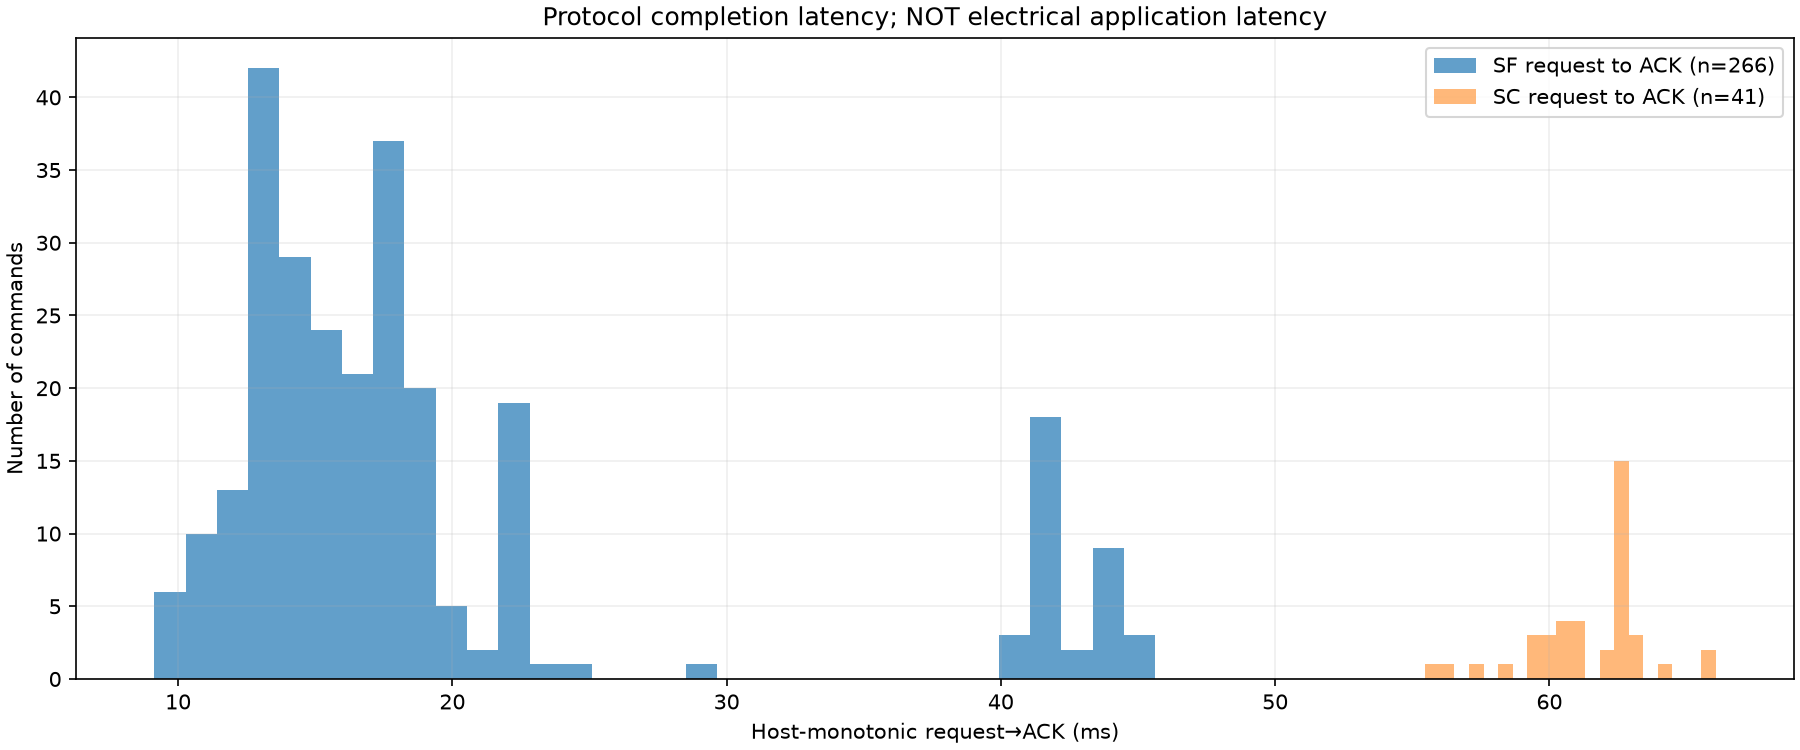 Protocol completion latency; NOT electrical application latency
SF request to ACK (n=266)
SC request to ACK (n=41)
Number of commands
40
35
30
25
20
15
10
5
0
10 20 30 40 50 60
Host-monotonic request→ACK (ms)